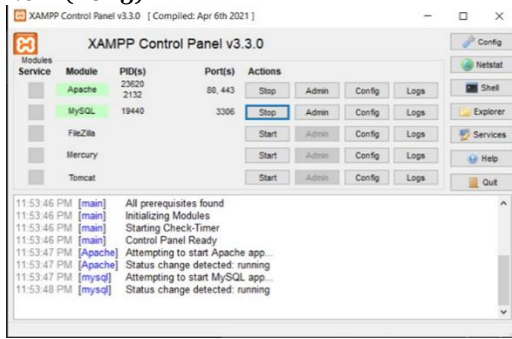 XAMPP Control Panel v3.3.0 [ Compiled: Apr 6th 2021 ]
XAMPP Control Panel v3.3.0
Config
Modules
Service Module PID(s) Port(s) Actions
Netstat
Apache 23620 2132 80, 443 Stop Admin Config Logs
Shell
MySQL 19440 3306 Stop Admin Config Logs
Explorer
FileZilla Start Admin Config Logs
Services
Mercury Start Admin Config Logs
Help
Tomcat Start Admin Config Logs
Quit
11:53:46 PM [main] All prerequisites found
11:53:46 PM [main] Initializing Modules
11:53:46 PM [main] Starting Check-Timer
11:53:46 PM [main] Control Panel Ready
11:53:47 PM [Apache] Attempting to start Apache app...
11:53:47 PM [Apache] Status change detected: running
11:53:47 PM [mysql] Attempting to start MySQL app...
11:53:48 PM [mysql] Status change detected: running